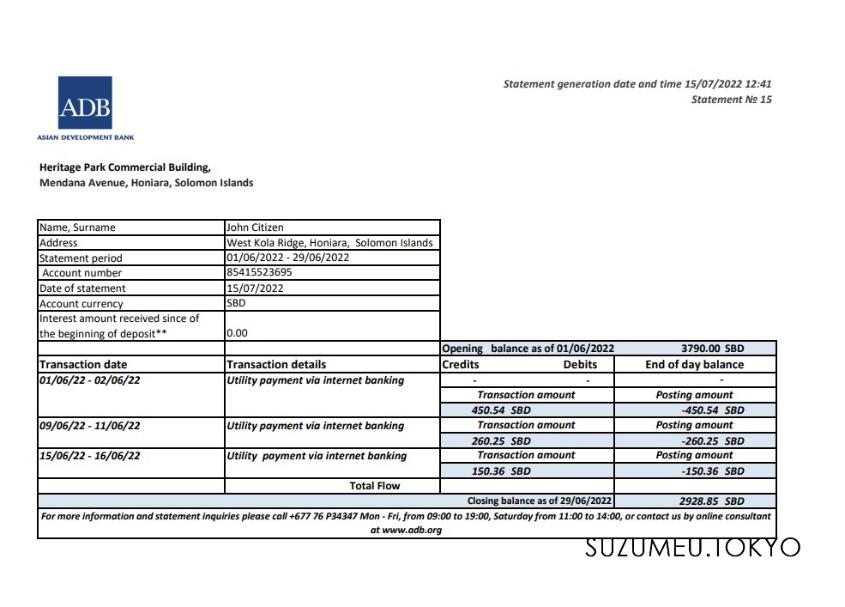 Statement generation date and time 15/07/2022 12:41
Statement № 15
ADB
ASIAN DEVELOPMENT BANK
Heritage Park Commercial Building,
Mendana Avenue, Honiara, Solomon Islands
Name, Surname John Citizen
Address West Kola Ridge, Honiara, Solomon Islands
Statement period 01/06/2022 - 29/06/2022
Account number 85415523695
Date of statement 15/07/2022
Account currency SBD
Interest amount received since of
the beginning of deposit** 0.00
Opening balance as of 01/06/2022 3790.00 SBD
Transaction date Transaction details Credits Debits End of day balance
01/06/22 - 02/06/22 Utility payment via internet banking - - -
Transaction amount Posting amount
450.54 SBD -450.54 SBD
09/06/22 - 11/06/22 Utility payment via internet banking Transaction amount Posting amount
260.25 SBD -260.25 SBD
15/06/22 - 16/06/22 Utility payment via internet banking Transaction amount Posting amount
150.36 SBD -150.36 SBD
Total Flow
Closing balance as of 29/06/2022 2928.85 SBD
For more information and statement inquiries please call +677 76 P34347 Mon - Fri, from 09:00 to 19:00, Saturday from 11:00 to 14:00, or contact us by online consultant
at www.adb.org
SUZUMEU.TOKYO